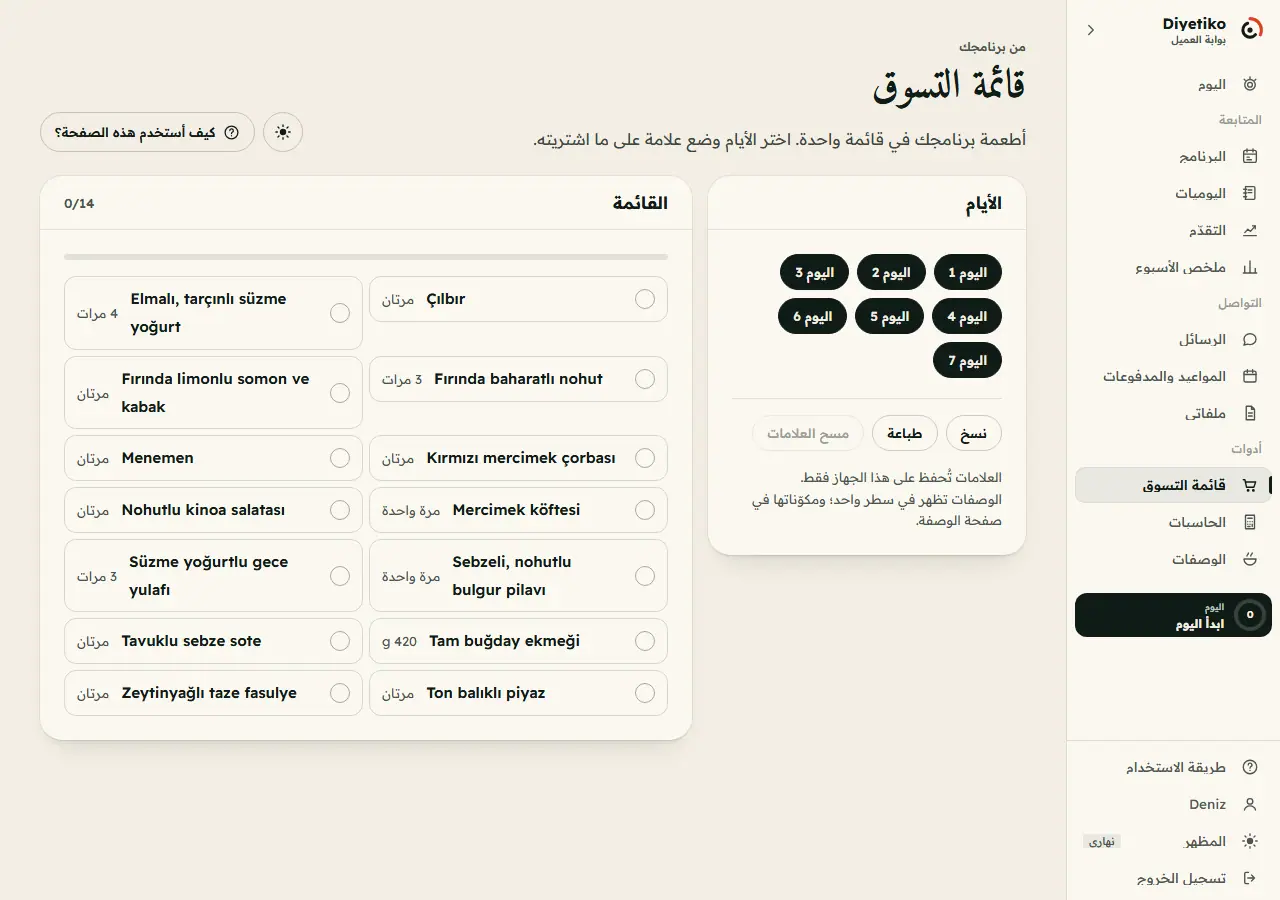 Diyetiko
بوابة العميل
اليوم
المتابعة
البرنامج
اليوميات
التقدّم
ملخص الأسبوع
التواصل
الرسائل
المواعيد والمدفوعات
ملفاتي
أدوات
قائمة التسوق
الحاسبات
الوصفات
0
اليوم
ابدأ اليوم
طريقة الاستخدام
Deniz
المظهر
نهاري
تسجيل الخروج
من برنامجك
قائمة التسوق
أطعمة برنامجك في قائمة واحدة. اختر الأيام وضع علامة على ما اشتريته.
كيف أستخدم هذه الصفحة؟
الأيام
اليوم 1
اليوم 2
اليوم 3
اليوم 4
اليوم 5
اليوم 6
اليوم 7
نسخ
طباعة
مسح العلامات
العلامات تُحفظ على هذا الجهاز فقط.
الوصفات تظهر في سطر واحد؛ ومكوّناتها في
صفحة الوصفة.
القائمة
0/14
Çılbır مرتان
Elmalı, tarçınlı süzme
yoğurt
4 مرات
Fırında baharatlı nohut 3 مرات
Fırında limonlu somon ve
kabak
مرتان
Kırmızı mercimek çorbası مرتان
Menemen مرتان
Mercimek köftesi مرة واحدة
Nohutlu kinoa salatası مرتان
Sebzeli, nohutlu
bulgur pilavı
مرة واحدة
Süzme yoğurtlu gece
yulafı
3 مرات
Tam buğday ekmeği 420 g
Tavuklu sebze sote مرتان
Ton balıklı piyaz مرتان
Zeytinyağlı taze fasulye مرتان